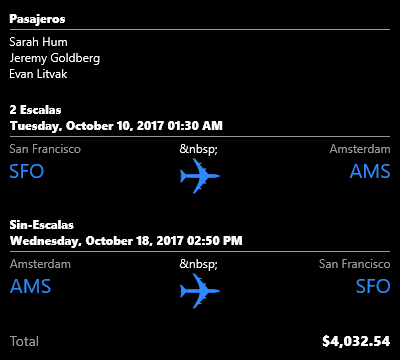 Pasajeros
Sarah Hum
Jeremy Goldberg
Evan Litvak
2 Escalas
Tuesday, October 10, 2017 01:30 AM
San Francisco &nbsp; Amsterdam
SFO AMS
Sin-Escalas
Wednesday, October 18, 2017 02:50 PM
Amsterdam &nbsp; San Francisco
AMS SFO
Total $4,032.54